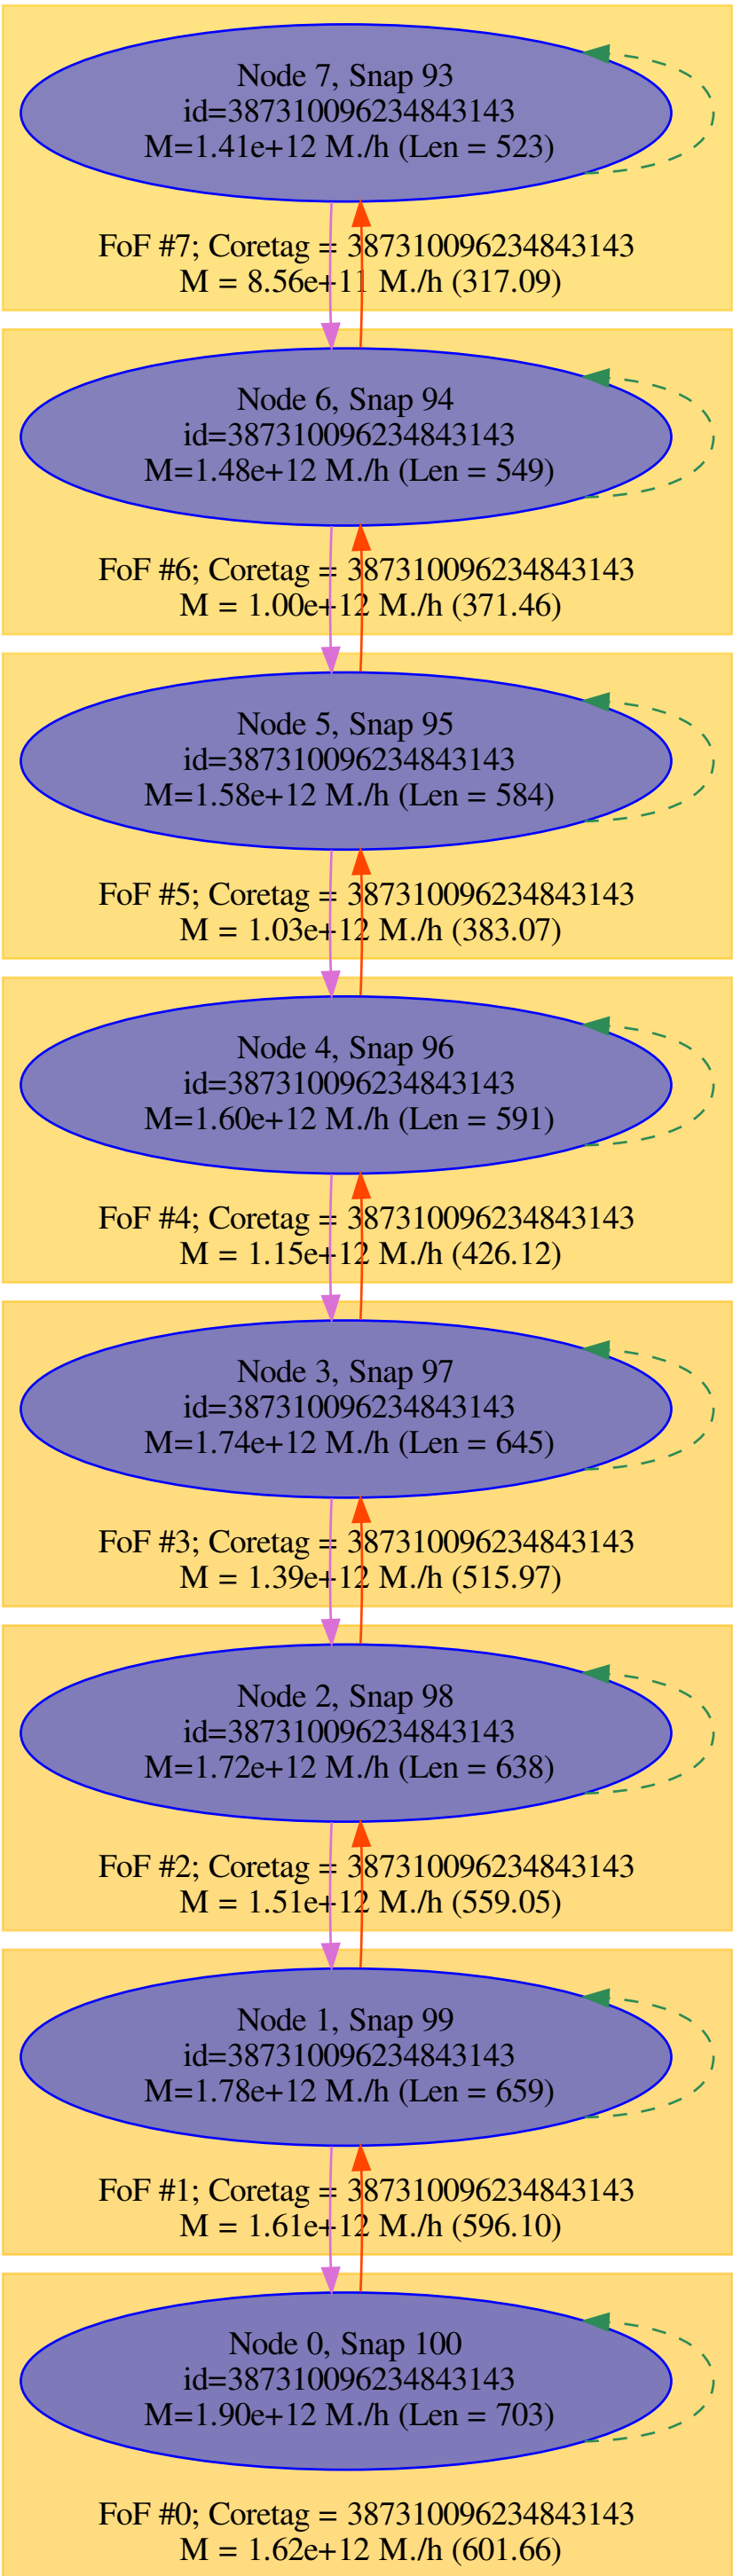 Node 7, Snap 93
id=387310096234843143
M=1.41e+12 M./h (Len = 523)
FoF #7; Coretag = 387310096234843143
M = 8.56e+11 M./h (317.09)
Node 6, Snap 94
id=387310096234843143
M=1.48e+12 M./h (Len = 549)
FoF #6; Coretag = 387310096234843143
M = 1.00e+12 M./h (371.46)
Node 5, Snap 95
id=387310096234843143
M=1.58e+12 M./h (Len = 584)
FoF #5; Coretag = 387310096234843143
M = 1.03e+12 M./h (383.07)
Node 4, Snap 96
id=387310096234843143
M=1.60e+12 M./h (Len = 591)
FoF #4; Coretag = 387310096234843143
M = 1.15e+12 M./h (426.12)
Node 3, Snap 97
id=387310096234843143
M=1.74e+12 M./h (Len = 645)
FoF #3; Coretag = 387310096234843143
M = 1.39e+12 M./h (515.97)
Node 2, Snap 98
id=387310096234843143
M=1.72e+12 M./h (Len = 638)
FoF #2; Coretag = 387310096234843143
M = 1.51e+12 M./h (559.05)
Node 1, Snap 99
id=387310096234843143
M=1.78e+12 M./h (Len = 659)
FoF #1; Coretag = 387310096234843143
M = 1.61e+12 M./h (596.10)
Node 0, Snap 100
id=387310096234843143
M=1.90e+12 M./h (Len = 703)
FoF #0; Coretag = 387310096234843143
M = 1.62e+12 M./h (601.66)